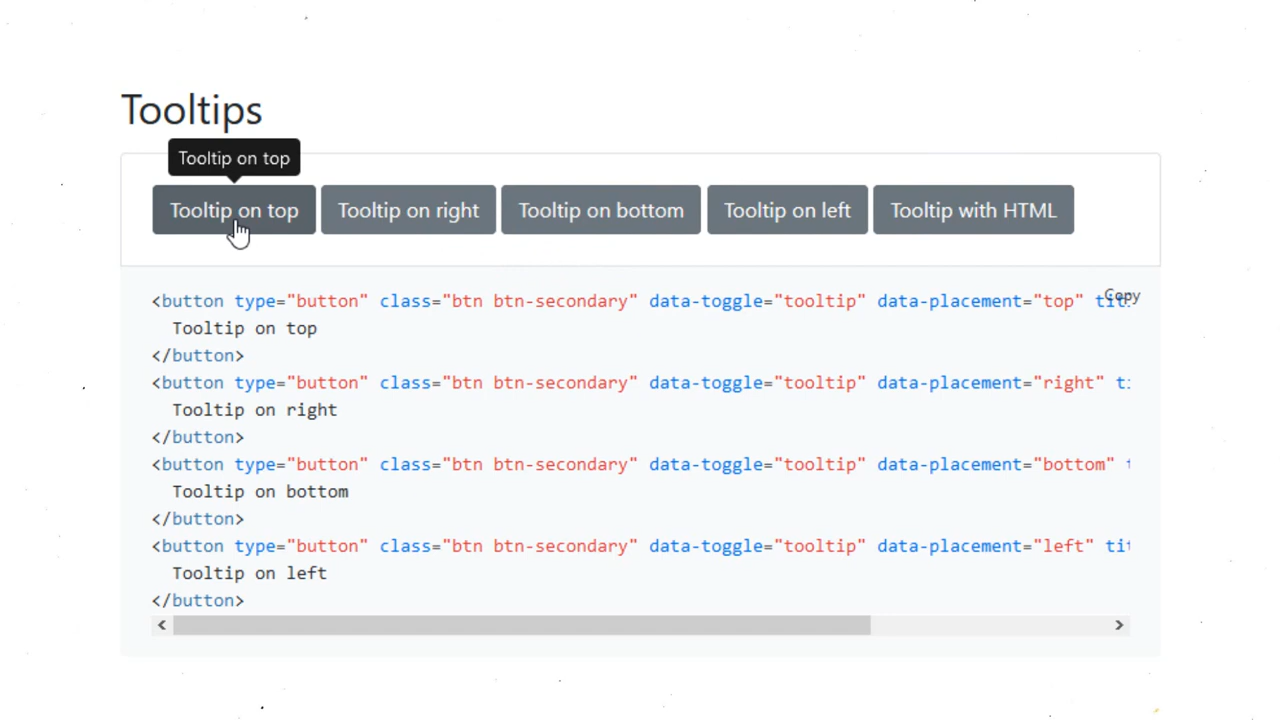 Tooltips
Tooltip on top
Tooltip on top Tooltip on right Tooltip on bottom Tooltip on left Tooltip with HTML
Copy
<button type="button" class="btn btn-secondary" data-toggle="tooltip" data-placement="top"
Tooltip on top
</button>
<button type="button" class="btn btn-secondary" data-toggle="tooltip" data-placement="right"
Tooltip on right
</button>
<button type="button" class="btn btn-secondary" data-toggle="tooltip" data-placement="bottom"
Tooltip on bottom
</button>
<button type="button" class="btn btn-secondary" data-toggle="tooltip" data-placement="left"
Tooltip on left
</button>